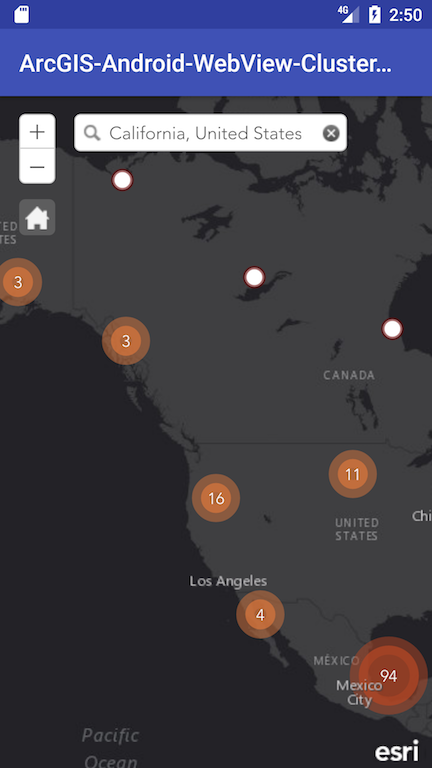 4G 2:50
ArcGIS-Android-WebView-Cluster...
+
California, United States
−
TED
TES
3
3
CANADA
11
16
Chi
UNITED
STATES
Los Angeles
4
MÉXICO
94
Mexico
City
Pacific
Ocean
esri